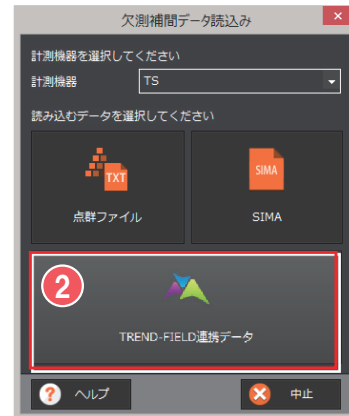 欠測補間データ読込み
×
計測機器を選択してください
計測機器 TS
読み込むデータを選択してください
TXT
SIMA
点群ファイル
SIMA
2
TREND-FIELD連携データ
? ヘルプ
中止